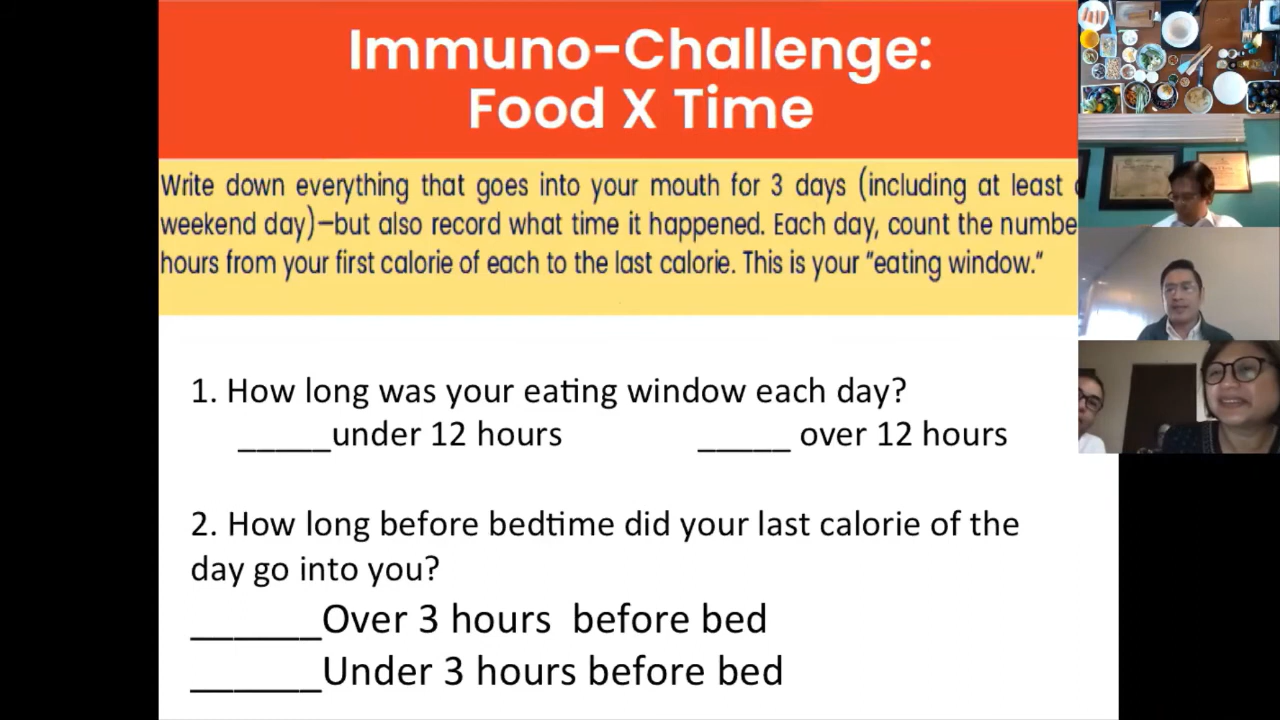 Immuno-Challenge:
Food X Time
Write down everything that goes into your mouth for 3 days (including at least
weekend day)—but also record what time it happened. Each day, count the numbe
hours from your first calorie of each to the last calorie. This is your "eating window."
1. How long was your eating window each day?
_____under 12 hours _____ over 12 hours
2. How long before bedtime did your last calorie of the
day go into you?
______Over 3 hours before bed
______Under 3 hours before bed